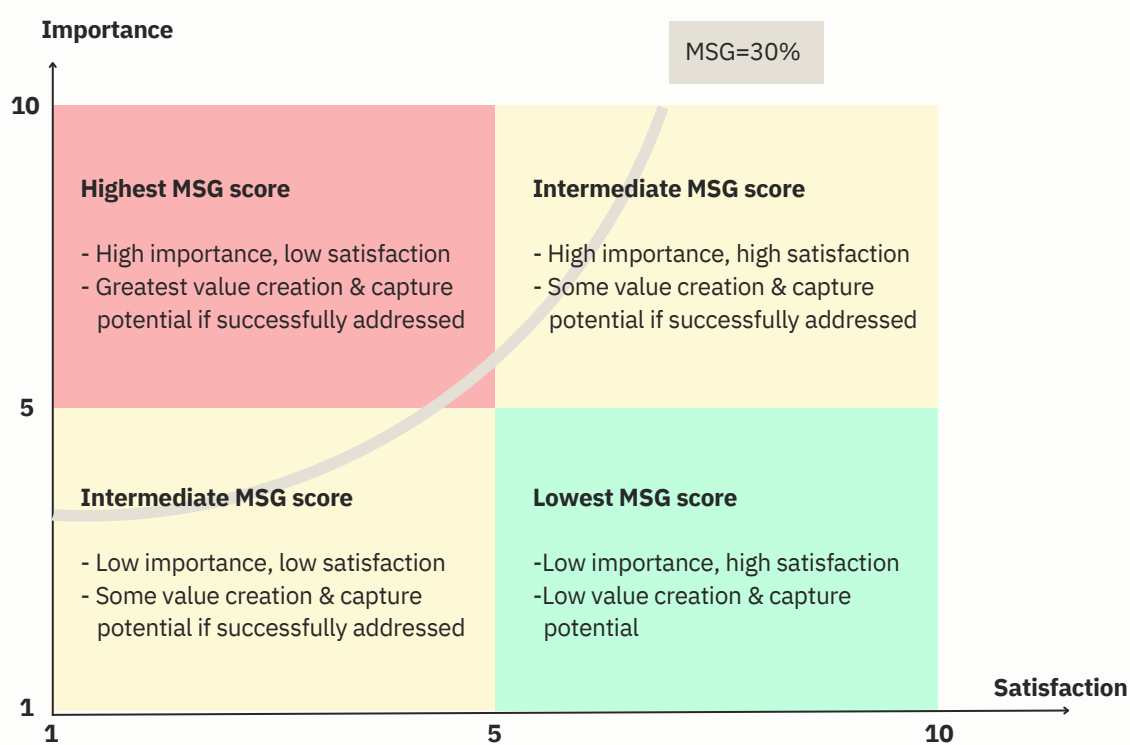 Importance
MSG=30%
10
Highest MSG score
- High importance, low satisfaction
- Greatest value creation & capture
potential if successfully addressed
Intermediate MSG score
- High importance, high satisfaction
- Some value creation & capture
potential if successfully addressed
5
Intermediate MSG score
- Low importance, low satisfaction
- Some value creation & capture
potential if successfully addressed
Lowest MSG score
-Low importance, high satisfaction
-Low value creation & capture
potential
Satisfaction
1
1
5
10